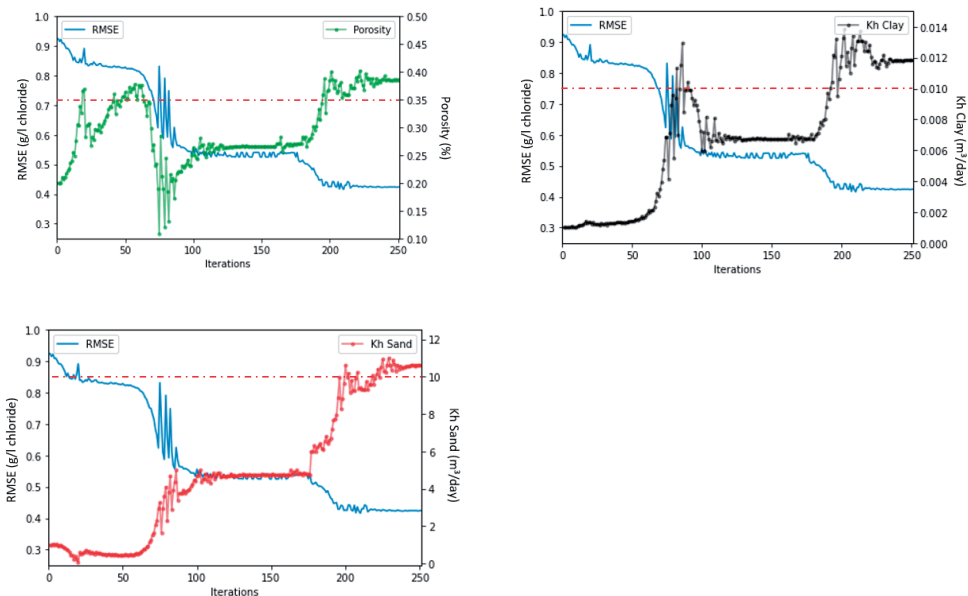 RMSE
Porosity
RMSE (g/l chloride)
1.0
0.9
0.8
0.7
0.6
0.5
0.4
0.3
0.50
0.45
0.40
0.35
0.30
0.25
0.20
0.15
0.10
Porosity (%)
0 50 100 150 200 250
Iterations
RMSE
Kh Clay
RMSE (g/l chloride)
1.0
0.9
0.8
0.7
0.6
0.5
0.4
0.3
0.014
0.012
0.010
0.008
0.006
0.004
0.002
0.000
Kh Clay (m³/day)
0 50 100 150 200 250
Iterations
RMSE
Kh Sand
RMSE (g/l chloride)
1.0
0.9
0.8
0.7
0.6
0.5
0.4
0.3
12
10
8
6
4
2
0
Kh Sand (m³/day)
0 50 100 150 200 250
Iterations